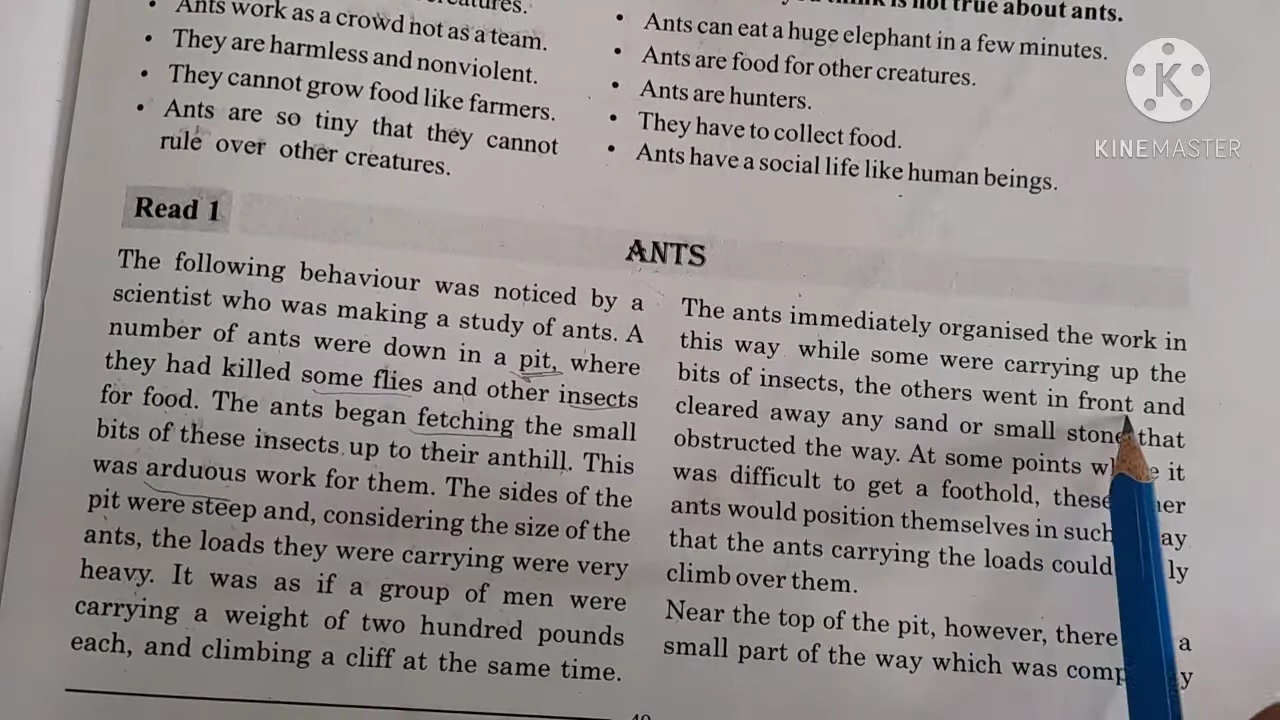 creatures.
Ants work as a crowd not as a team.
They are harmless and nonviolent.
They cannot grow food like farmers.
Ants are so tiny that they cannot
rule over other creatures.
is not true about ants.
Ants can eat a huge elephant in a few minutes.
Ants are food for other creatures.
Ants are hunters.
They have to collect food.
Ants have a social life like human beings.
K
KINEMASTER
Read 1
ANTS
The following behaviour was noticed by a
scientist who was making a study of ants. A
number of ants were down in a pit, where
they had killed some flies and other insects
for food. The ants began fetching the small
bits of these insects up to their anthill. This
was arduous work for them. The sides of the
pit were steep and, considering the size of the
ants, the loads they were carrying were very
heavy. It was as if a group of men were
carrying a weight of two hundred pounds
each, and climbing a cliff at the same time.
The ants immediately organised the work in
this way while some were carrying up the
bits of insects, the others went in front and
cleared away any sand or small stone that
obstructed the way. At some points it
was difficult to get a foothold, these
ants would position themselves in such
that the ants carrying the loads could
climb over them.
Near the top of the pit, however, there a
small part of the way which was